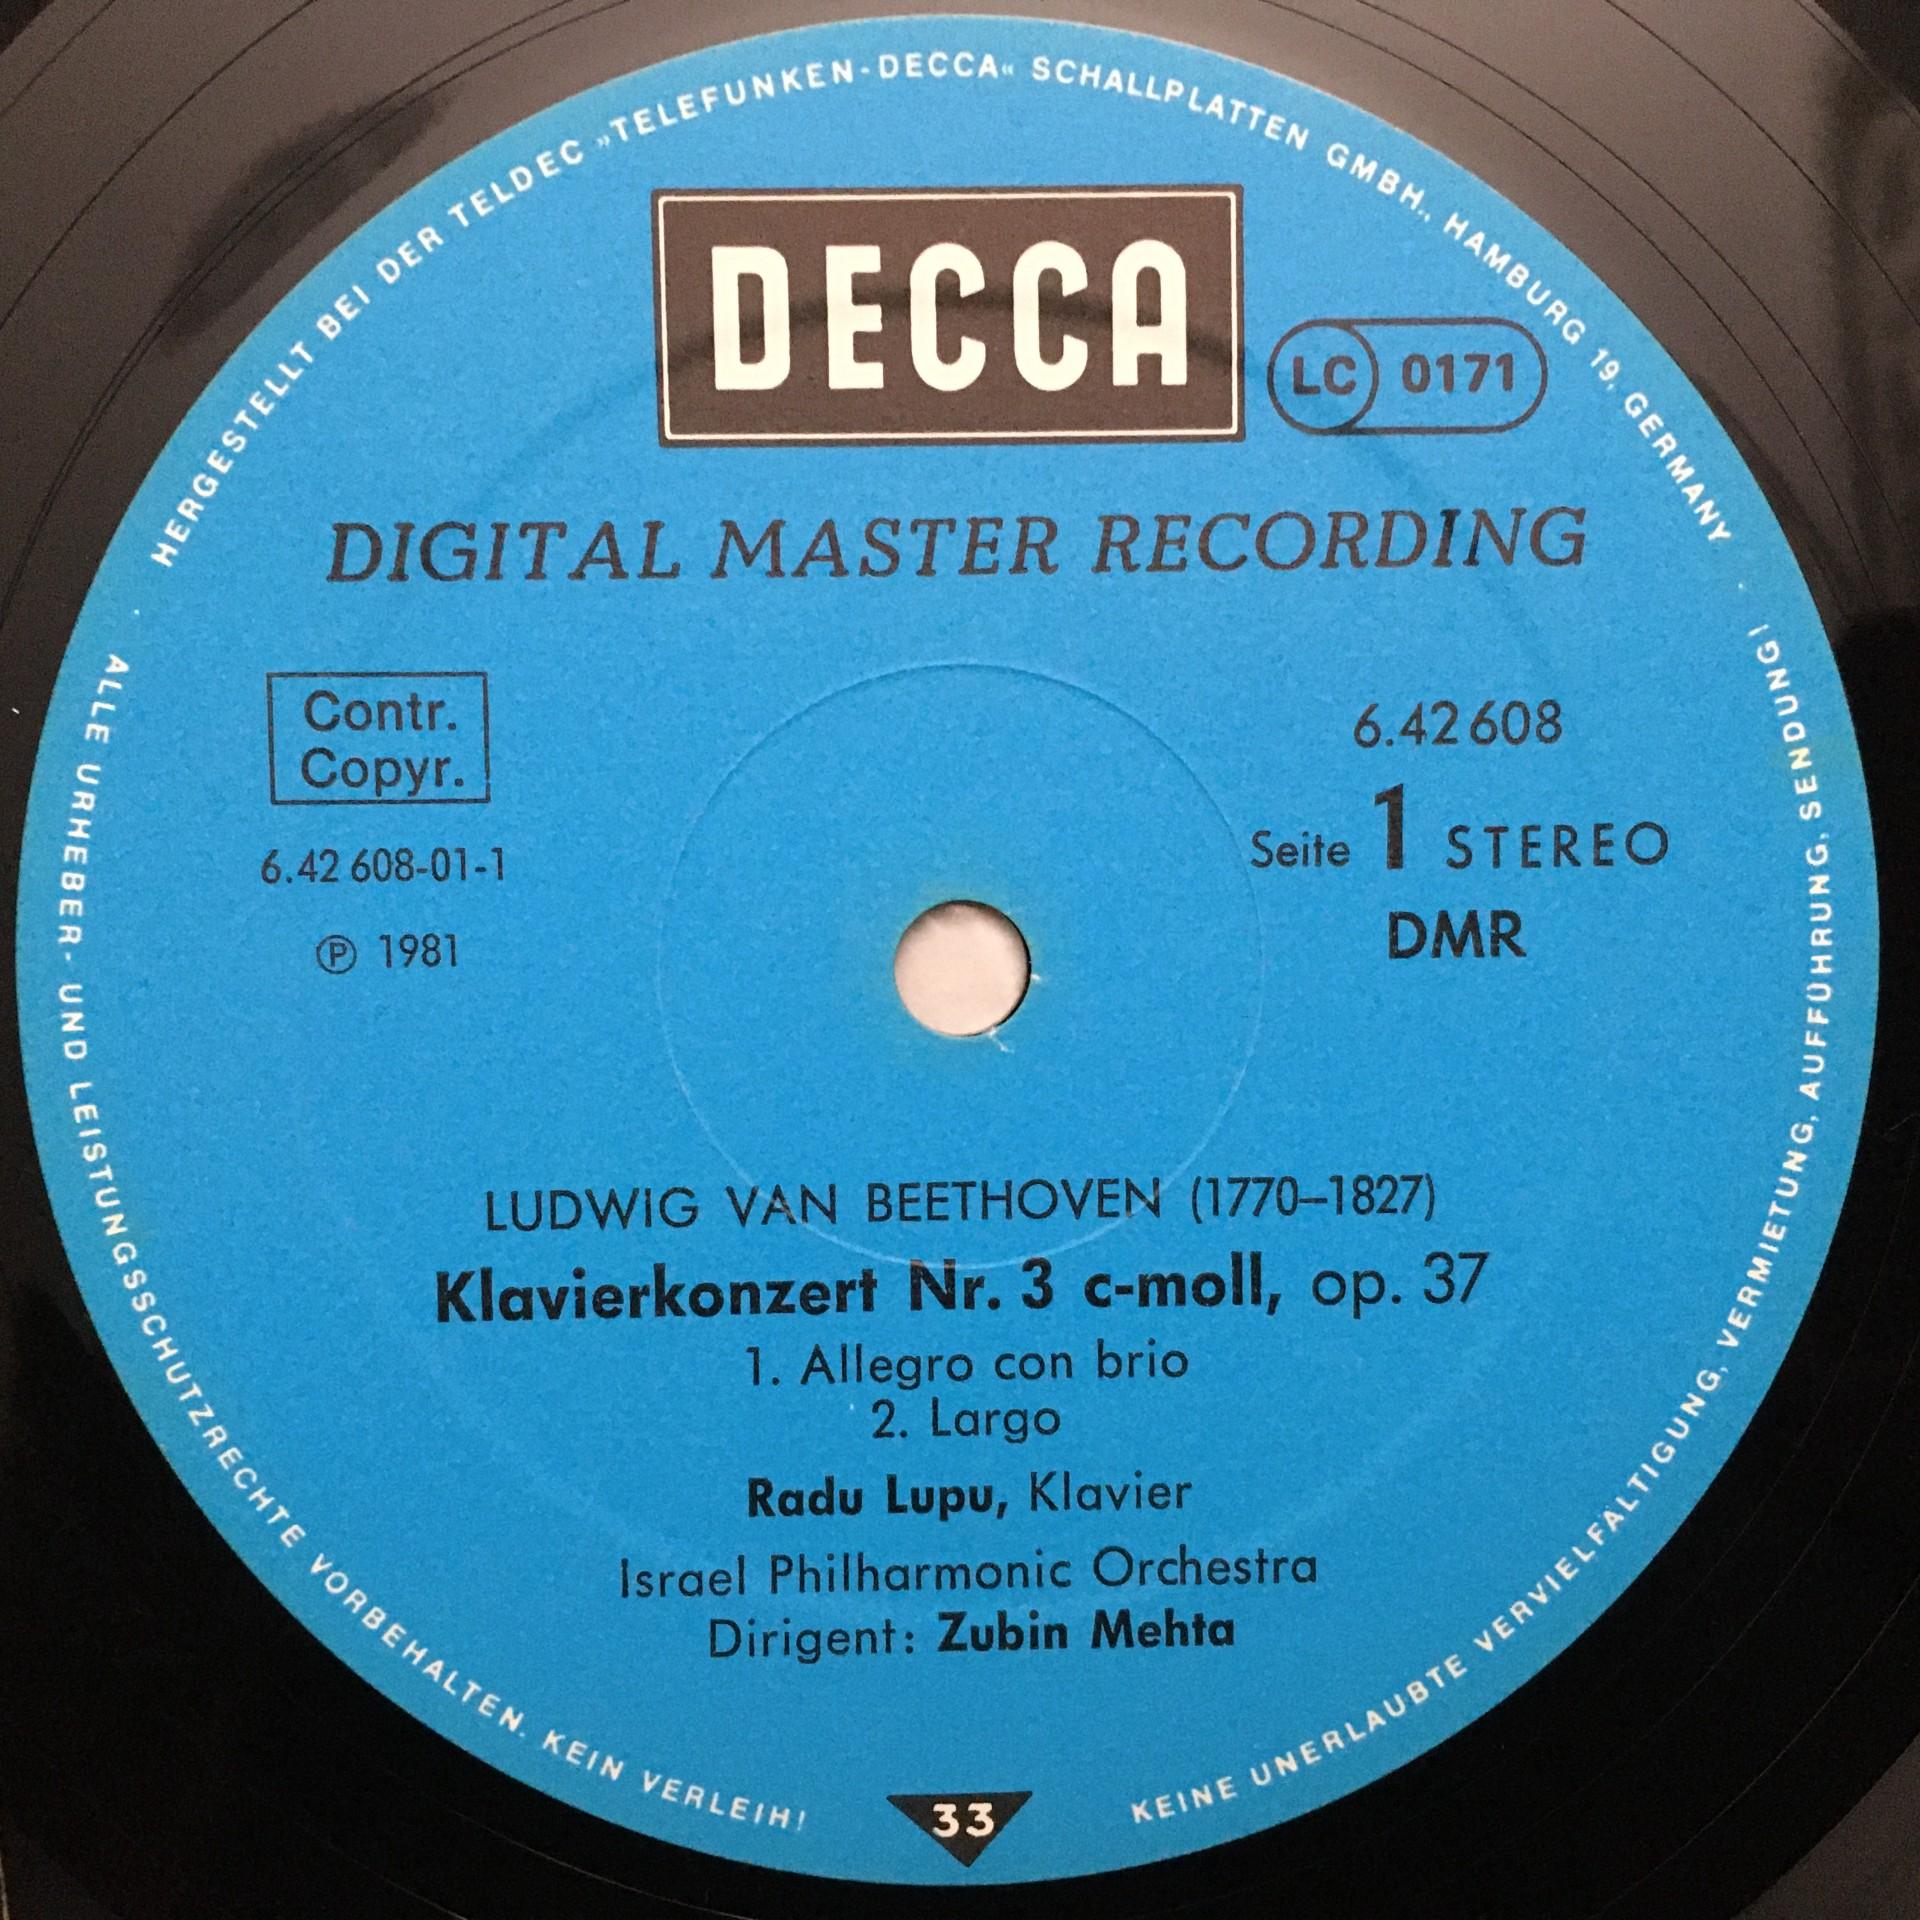 HERGESTELLT BEI DER TELDEC „TELEFUNKEN-DECCA“ SCHALLPLATTEN GMBH., HAMBURG 19, GERMANY
DECCA
LC 0171
DIGITAL MASTER RECORDING
Contr.
Copyr.
6.42 608-01-1
Ⓟ 1981
6.42 608
Seite 1 STEREO
DMR
LUDWIG VAN BEETHOVEN (1770–1827)
Klavierkonzert Nr. 3 c-moll, op. 37
1. Allegro con brio
2. Largo
Radu Lupu, Klavier
Israel Philharmonic Orchestra
Dirigent: Zubin Mehta
33
ALLE URHEBER- UND LEISTUNGSSCHUTZRECHTE VORBEHALTEN. KEIN VERLEIH!
KEINE UNERLAUBTE VERVIELFÄLTIGUNG, VERMIETUNG, AUFFÜHRUNG, SENDUNG!